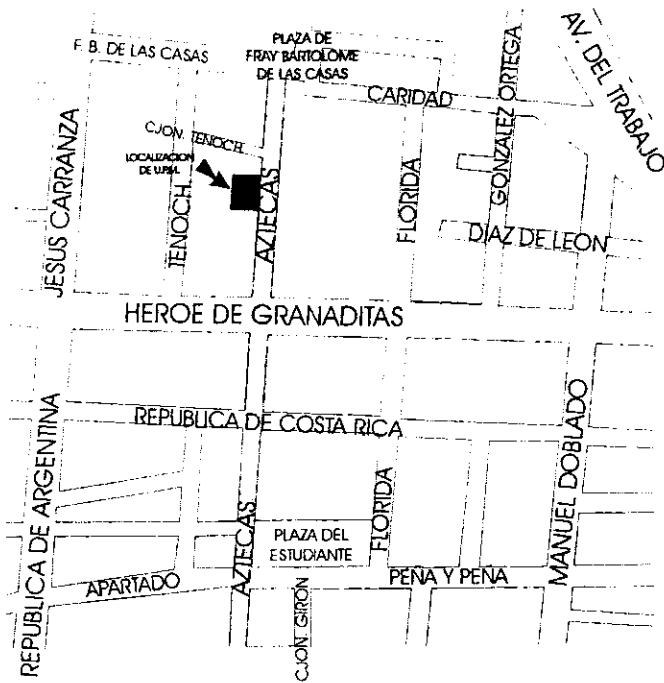 F. B. DE LAS CASAS
PLAZA DE
FRAY BARTOLOME
DE LAS CASAS
CARIDAD
GONZALEZ ORTEGA
AV. DEL TRABAJO
JESUS CARRANZA
CJON. TENOCH
LOCALIZACION
DE U.P.M.
TENOCH
AZTECAS
FLORIDA
DIAZ DE LEON
HEROE DE GRANADITAS
REPUBLICA DE COSTA RICA
REPUBLICA DE ARGENTINA
AZTECAS
PLAZA DEL
ESTUDIANTE
FLORIDA
MANUEL DOBLADO
APARTADO
PEÑA Y PEÑA
CJON. GIRON